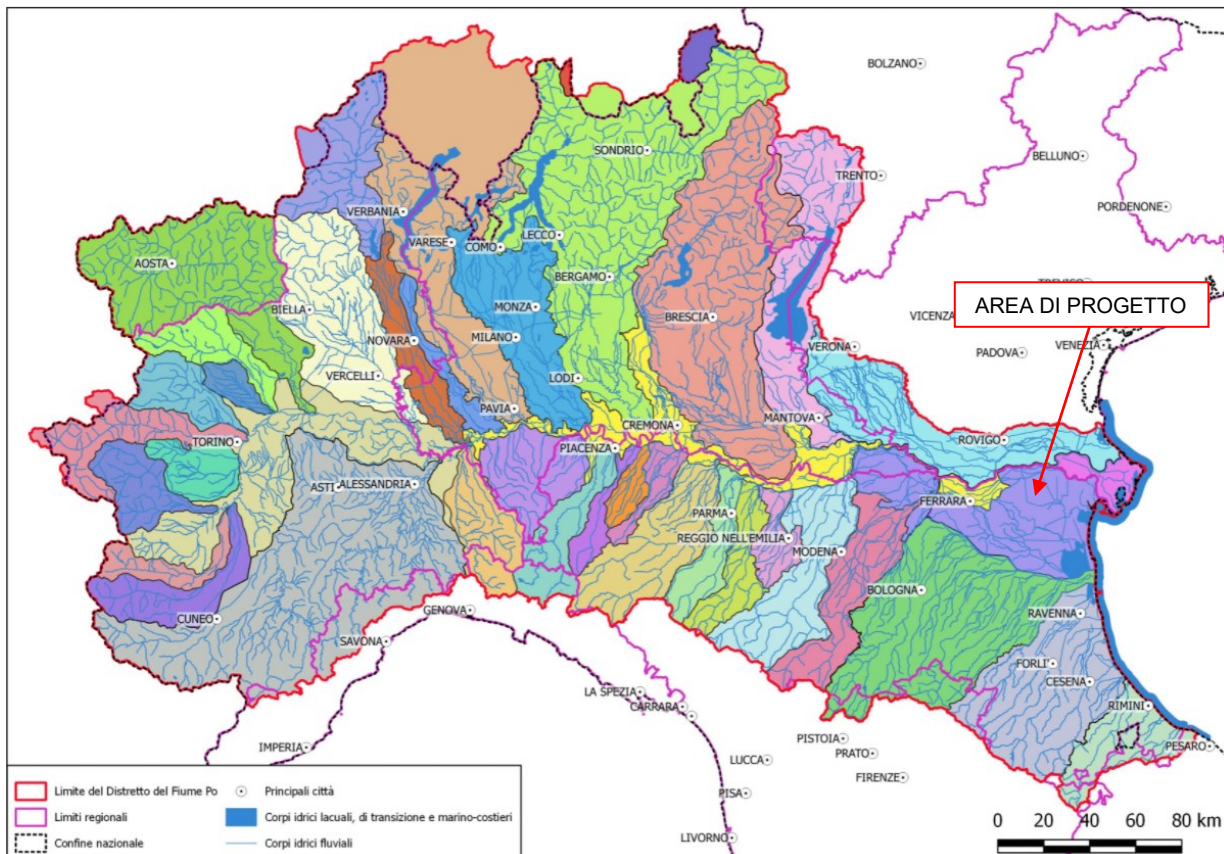 BOLZANO
SONDRIO
BELLUNO
TRENTO
PORDENONE
VERBANIA
VARESE
COMO
LECCO
AOSTA
BERGAMO
BIELLA
MONZA
BRESCIA
VICENZA
AREA DI PROGETTO
NOVARA
MILANO
VERONA
PADOVA
VENEZIA
VERCELLI
LODI
PAVIA
MANTOVA
CREMONA
TORINO
PIACENZA
ROVIGO
ASTI
ALESSANDRIA
FERRARA
PARMA
REGGIO NELL'EMILIA
MODENA
BOLOGNA
CUNEO
GENOVA
RAVENNA
SAVONA
FORLI'
CESENA
LA SPEZIA
CARRARA
RIMINI
IMPERIA
PISTOIA
PRATO
PESARO
LUCCA
FIRENZE
PISA
LIVORNO
Limite del Distretto del Fiume Po
Principali città
Limiti regionali
Corpi idrici lacuali, di transizione e marino-costieri
Confine nazionale
Corpi idrici fluviali
0 20 40 60 80 km